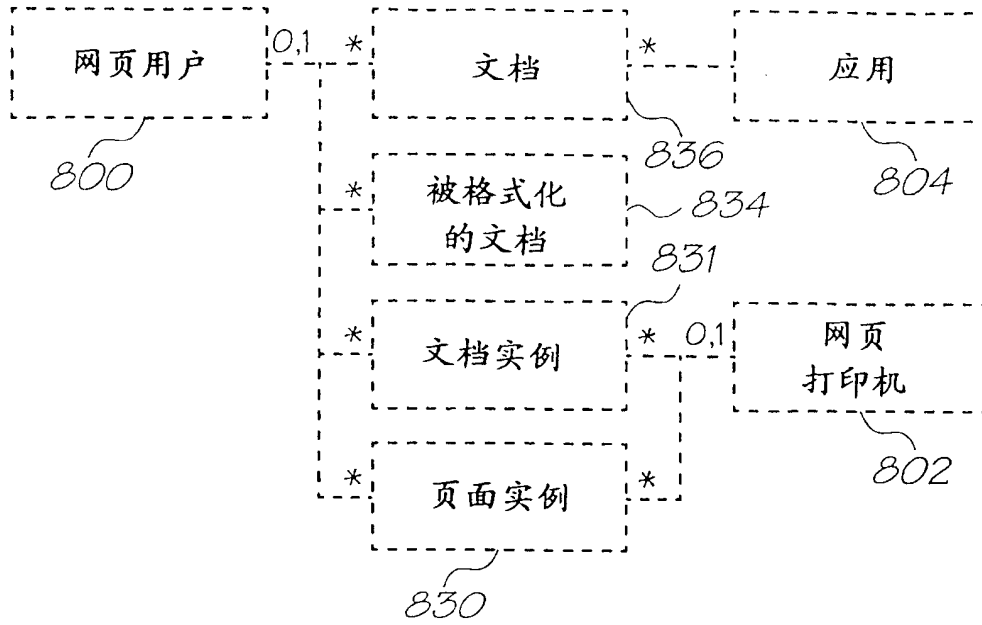 网页用户
0,1
*
文档
*
应用
800
836
804
*
被格式化
的文档
834
831
*
文档实例
*
0,1
网页
打印机
802
*
页面实例
*
830